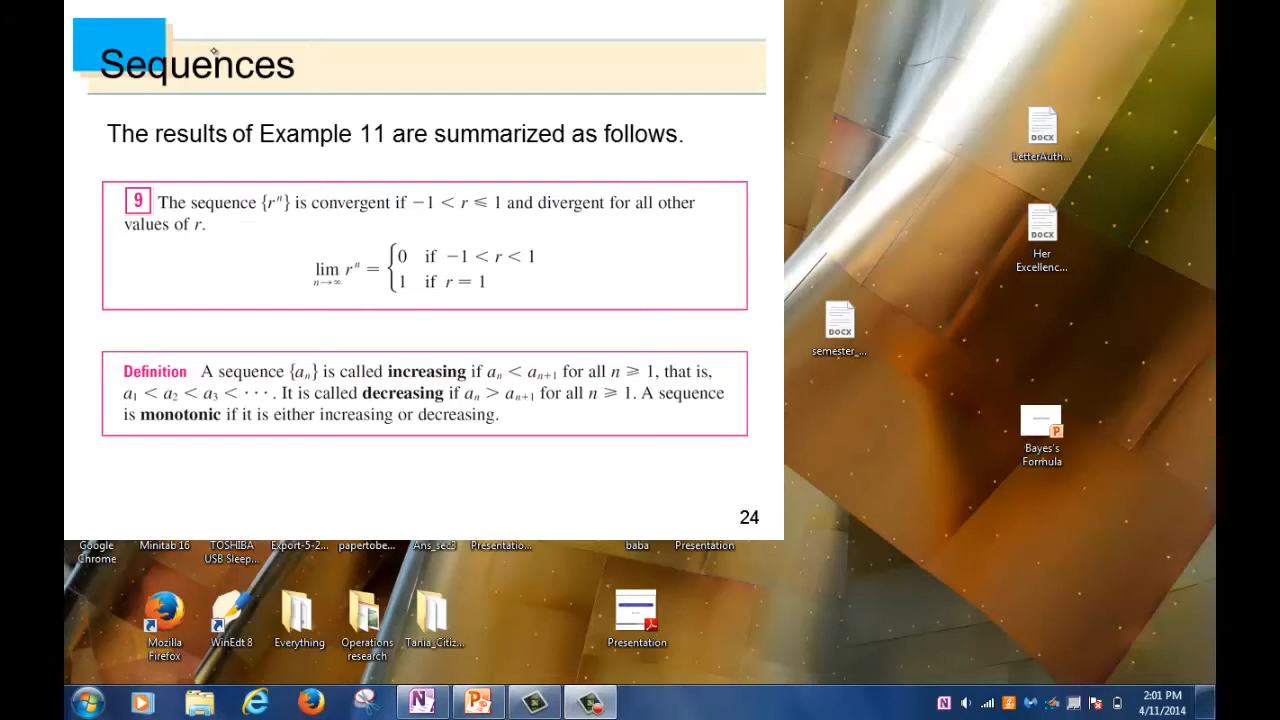 Sequences
The results of Example 11 are summarized as follows.
9 The sequence {rⁿ} is convergent if −1 < r ⩽ 1 and divergent for all other
values of r.
lim rⁿ = { 0 if −1 < r < 1
n→∞ 1 if r = 1
Definition A sequence {aₙ} is called increasing if aₙ < aₙ₊₁ for all n ⩾ 1, that is,
a₁ < a₂ < a₃ < · · · . It is called decreasing if aₙ > aₙ₊₁ for all n ⩾ 1. A sequence
is monotonic if it is either increasing or decreasing.
24
DOCX
LetterAuth...
DOCX
Her
Excellenc...
DOCX
semester_...
P
Bayes's
Formula
Google
Chrome
Minitab 16
TOSHIBA
USB Sleep...
Export-5-2...
papertobe...
Ans_sec3
Presentatio...
baba
Presentation
Mozilla
Firefox
WinEdt 8
Everything
Operations
research
Tania_Citiz...
Presentation
N
P
N
2:01 PM
4/11/2014